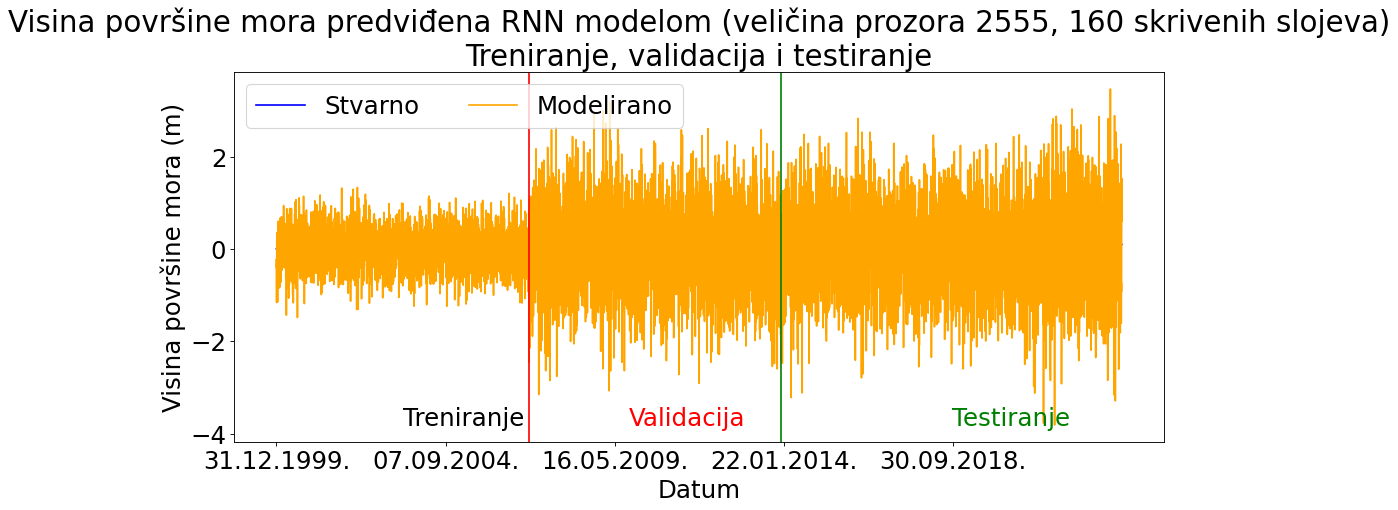 Visina površine mora predviđena RNN modelom (veličina prozora 2555, 160 skrivenih slojeva)
Treniranje, validacija i testiranje
Stvarno
Modelirano
Visina površine mora (m)
2
0
−2
−4
Treniranje
Validacija
Testiranje
31.12.1999.
07.09.2004.
16.05.2009.
22.01.2014.
30.09.2018.
Datum